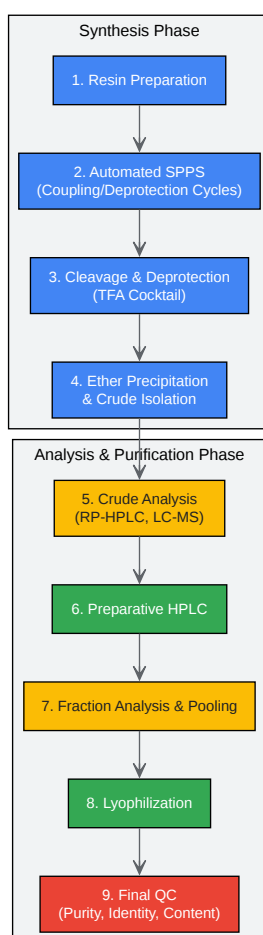 Synthesis Phase
1. Resin Preparation
2. Automated SPPS
(Coupling/Deprotection Cycles)
3. Cleavage & Deprotection
(TFA Cocktail)
4. Ether Precipitation
& Crude Isolation
Analysis & Purification Phase
5. Crude Analysis
(RP-HPLC, LC-MS)
6. Preparative HPLC
7. Fraction Analysis & Pooling
8. Lyophilization
9. Final QC
(Purity, Identity, Content)